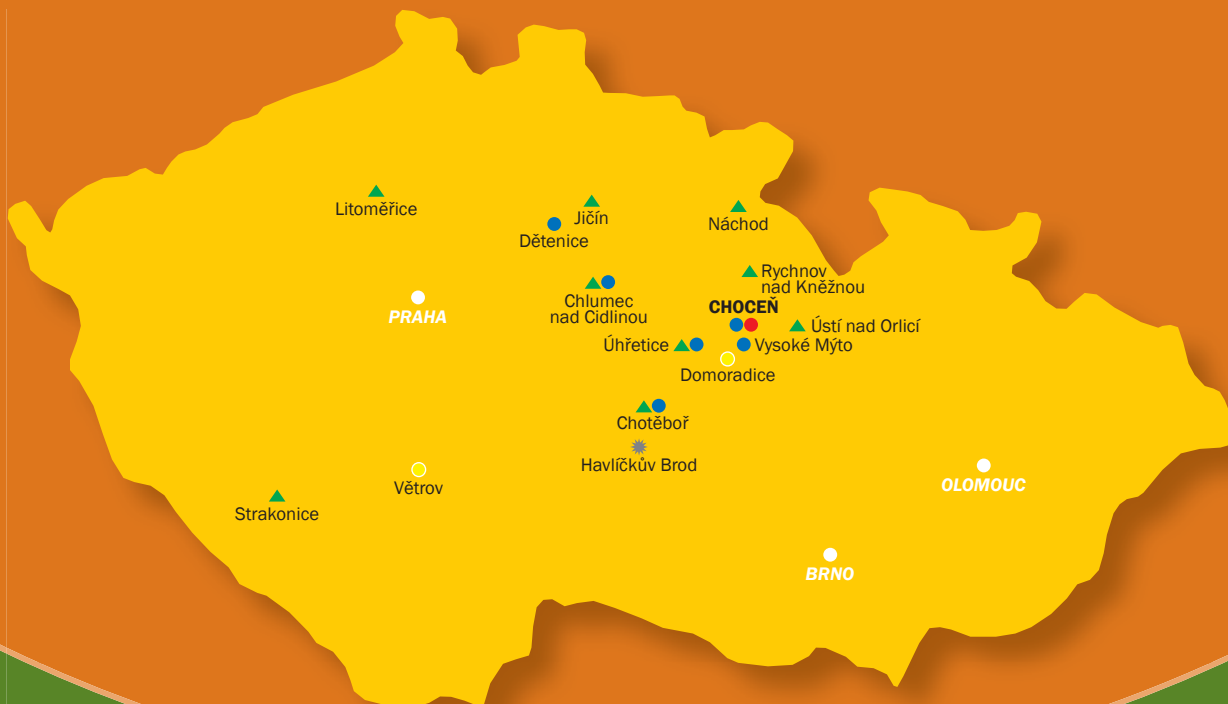 Litoměřice
Jičín
Náchod
Dětenice
Rychnov
nad Kněžnou
Chlumec
nad Cidlinou
PRAHA
CHOCEŇ
Ústí nad Orlicí
Úhřetice
Vysoké Mýto
Domoradice
Chotěboř
Havlíčkův Brod
Větrov
OLOMOUC
Strakonice
BRNO